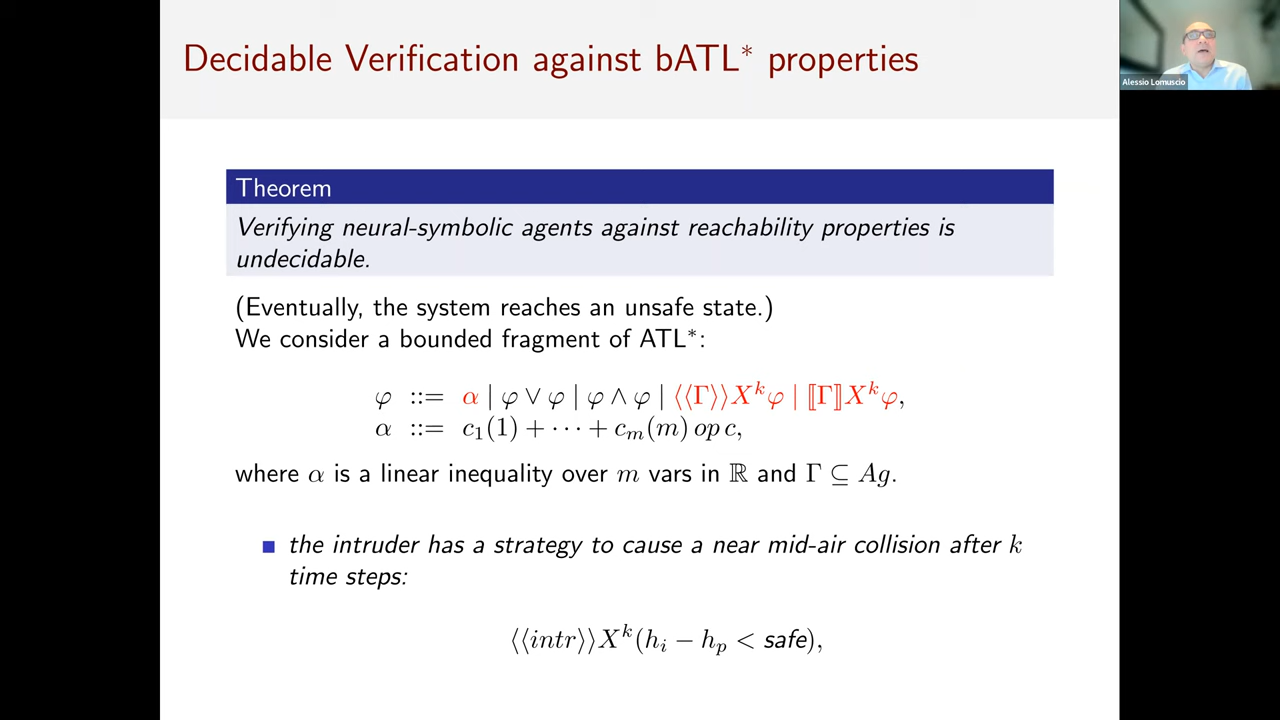 Decidable Verification against bATL* properties
Alessio Lomuscio
Theorem
Verifying neural-symbolic agents against reachability properties is
undecidable.
(Eventually, the system reaches an unsafe state.)
We consider a bounded fragment of ATL*:
φ ::= α | φ ∨ φ | φ ∧ φ | ⟨⟨Γ⟩⟩X^k φ | ⟦Γ⟧X^k φ,
α ::= c₁(1) + ⋯ + cₘ(m) op c,
where α is a linear inequality over m vars in ℝ and Γ ⊆ Ag.
the intruder has a strategy to cause a near mid-air collision after k
time steps:
⟨⟨intr⟩⟩X^k(hᵢ − hₚ < safe),